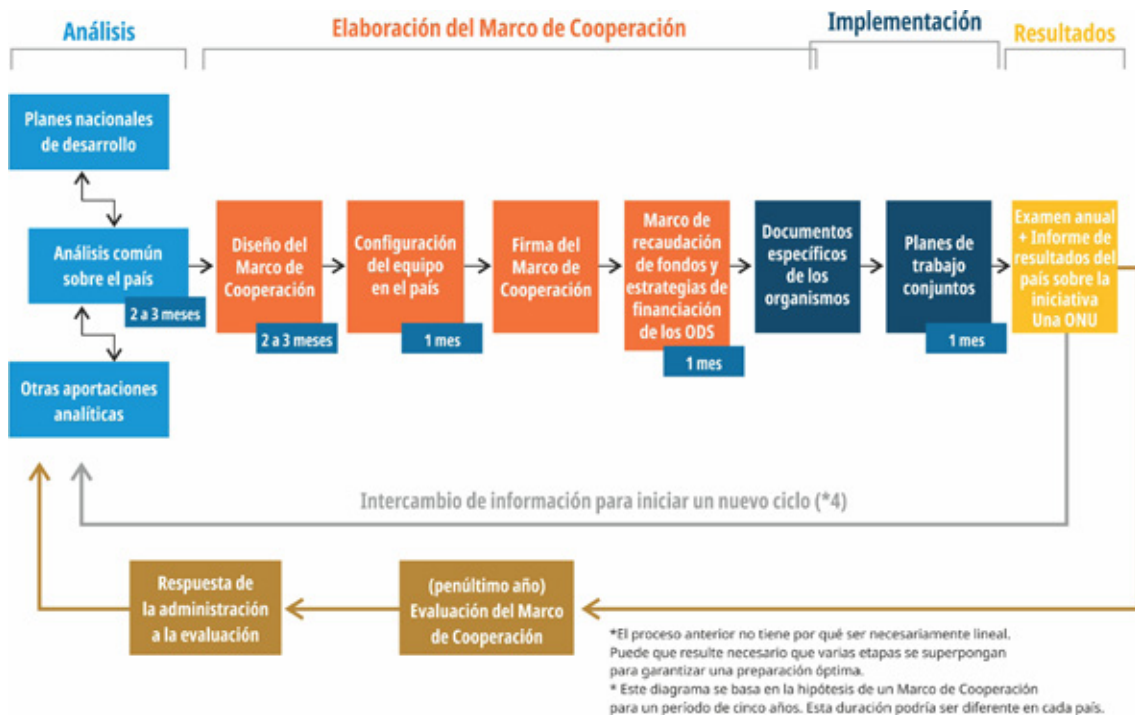 Análisis
Elaboración del Marco de Cooperación
Implementación
Resultados
Planes nacionales
de desarrollo
Análisis común
sobre el país
2 a 3 meses
Otras aportaciones
analíticas
Diseño del
Marco de
Cooperación
2 a 3 meses
Configuración
del equipo
en el país
1 mes
Firma del
Marco de
Cooperación
Marco de
recaudación
de fondos y
estrategias de
financiación
de los ODS
1 mes
Documentos
específicos
de los
organismos
Planes de
trabajo
conjuntos
1 mes
Examen anual
+ Informe de
resultados del
país sobre la
iniciativa
Una ONU
Intercambio de información para iniciar un nuevo ciclo (*4)
Respuesta de
la administración
a la evaluación
(penúltimo año)
Evaluación del Marco
de Cooperación
*El proceso anterior no tiene por qué ser necesariamente lineal.
Puede que resulte necesario que varias etapas se superpongan
para garantizar una preparación óptima.
* Este diagrama se basa en la hipótesis de un Marco de Cooperación
para un período de cinco años. Esta duración podría ser diferente en cada país.